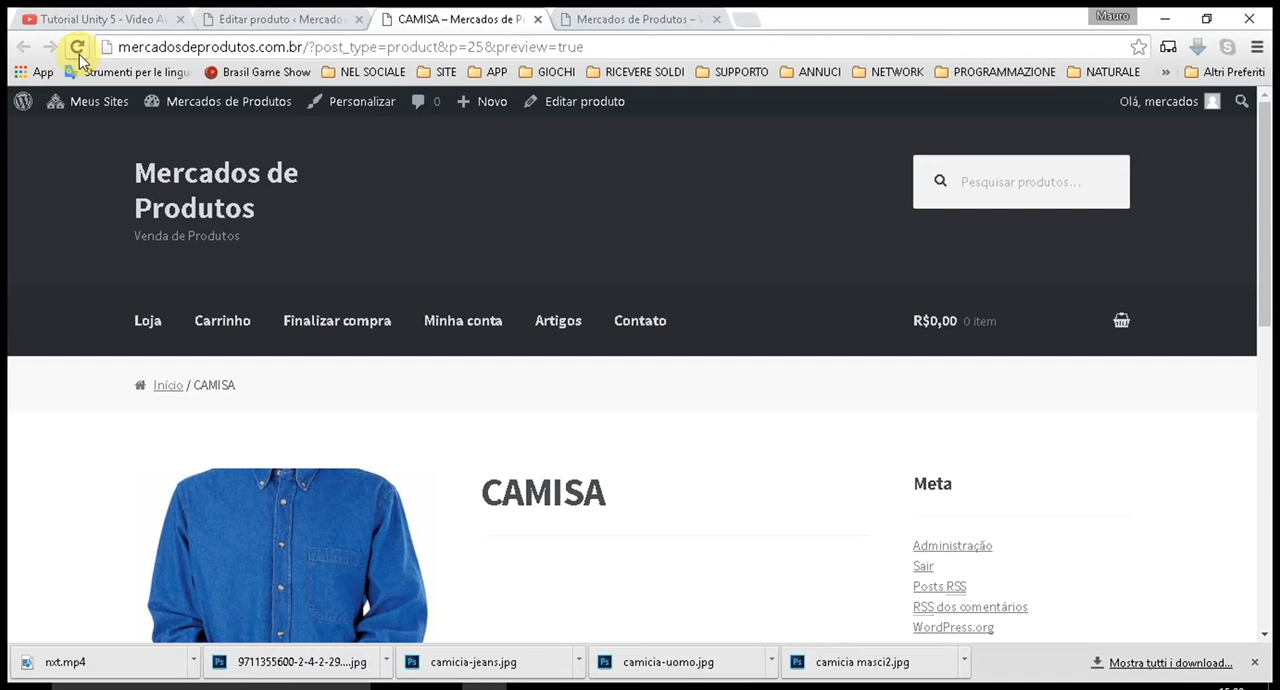 Tutorial Unity 5 - Video A
Editar produto ‹ Mercado
CAMISA – Mercados de P
Mercados de Produtos –
Mauro
mercadosdeprodutos.com.br/?post_type=product&p=25&preview=true
App
Strumenti per le lingu
Brasil Game Show
NEL SOCIALE
SITE
APP
GIOCHI
RICEVERE SOLDI
SUPPORTO
ANNUCI
NETWORK
PROGRAMMAZIONE
NATURALE
»
Altri Preferiti
Meus Sites
Mercados de Produtos
Personalizar
0
Novo
Editar produto
Olá, mercados
Mercados de
Produtos
Venda de Produtos
Pesquisar produtos...
Loja
Carrinho
Finalizar compra
Minha conta
Artigos
Contato
R$0,00 0 item
Início / CAMISA
CAMISA
Meta
Administração
Sair
Posts RSS
RSS dos comentários
WordPress.org
nxt.mp4
9711355600-2-4-2-29....jpg
camicia-jeans.jpg
camicia-uomo.jpg
camicia masci2.jpg
Mostra tutti i download...